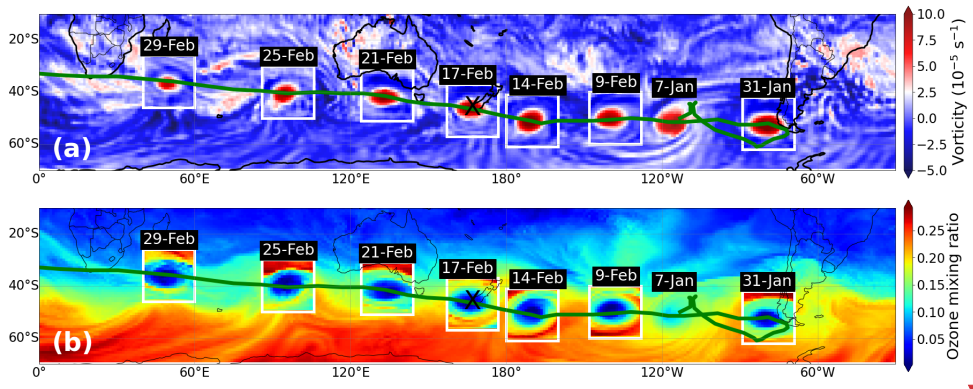 29-Feb
25-Feb
21-Feb
17-Feb
14-Feb
9-Feb
7-Jan
31-Jan
X
20°S
40°S
60°S
(a)
0° 60°E 120°E 180° 120°W 60°W
10.0
7.5
5.0
2.5
0.0
−2.5
−5.0
Vorticity (10⁻⁵ s⁻¹)
29-Feb
25-Feb
21-Feb
17-Feb
14-Feb
9-Feb
7-Jan
31-Jan
X
20°S
40°S
60°S
(b)
0° 60°E 120°E 180° 120°W 60°W
0.25
0.20
0.15
0.10
0.05
Ozone mixing ratio